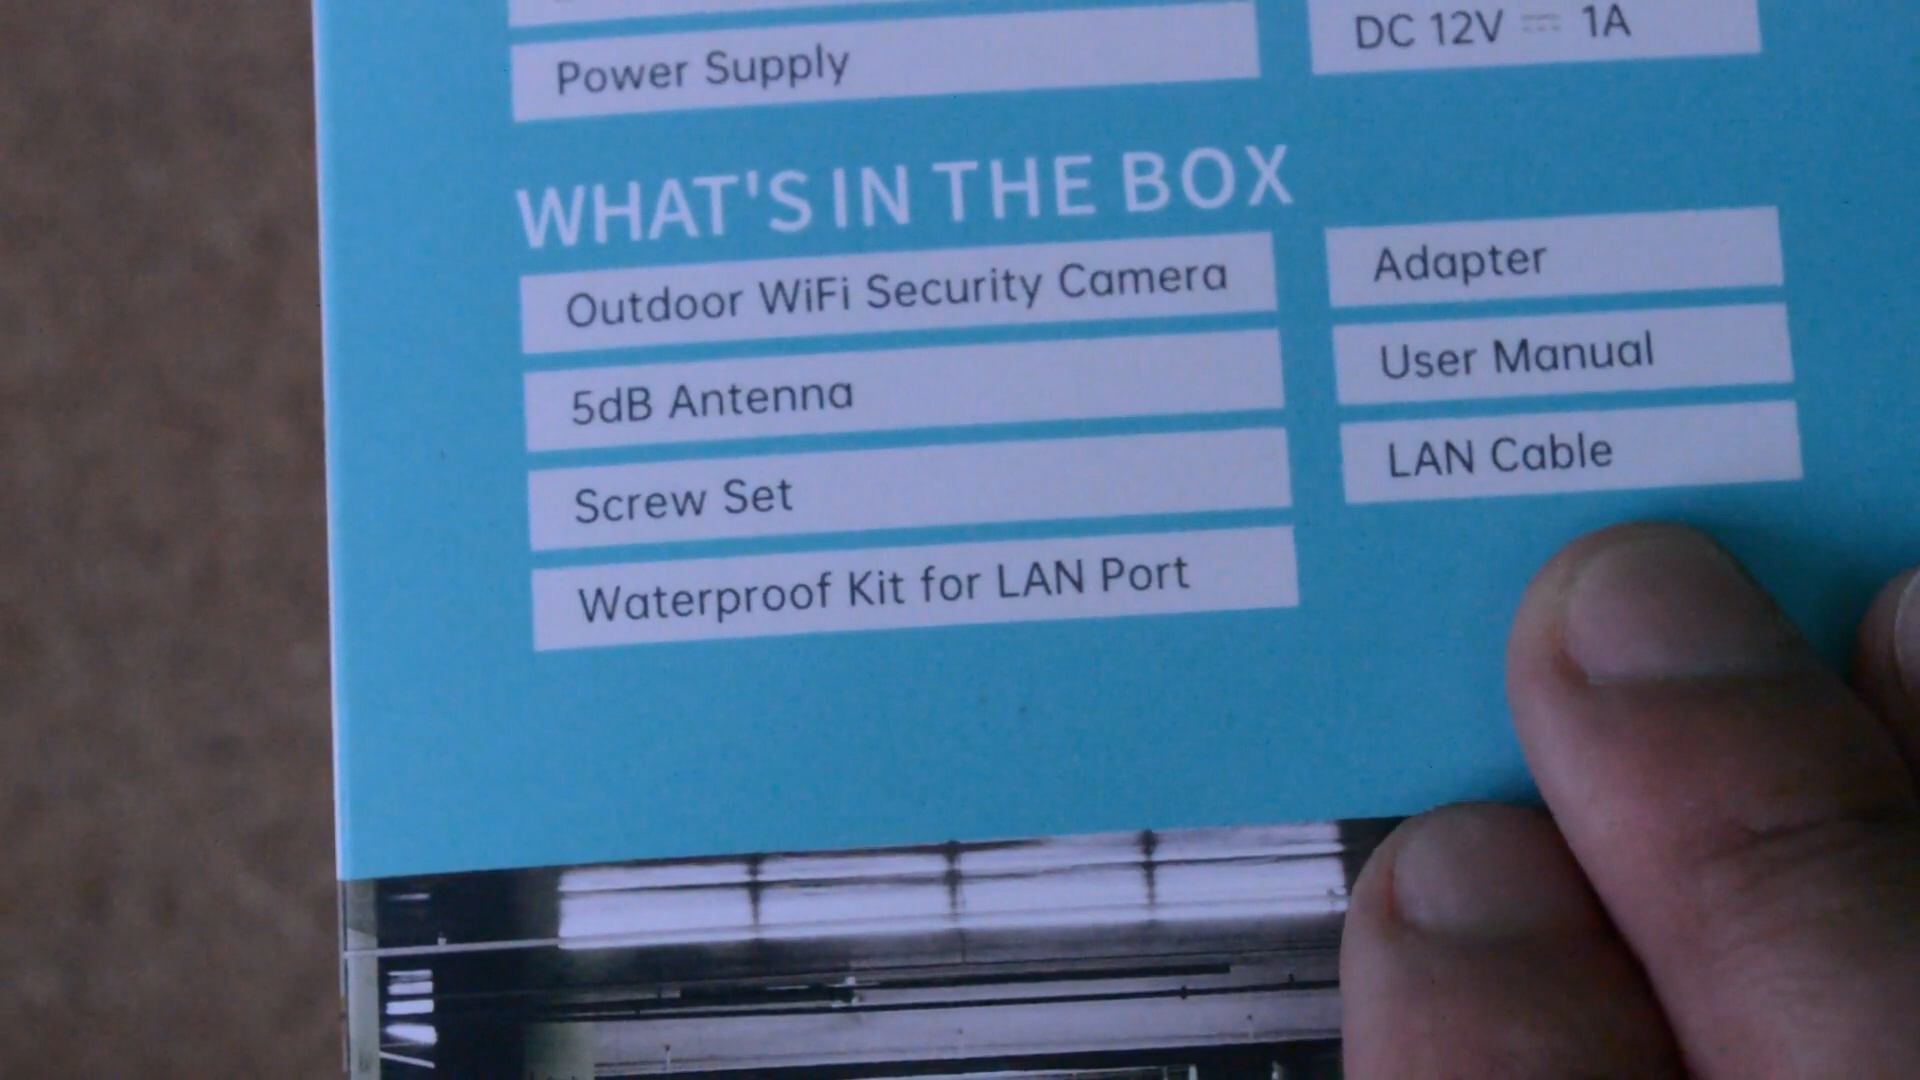 Power Supply
DC 12V ⎓ 1A
WHAT'S IN THE BOX
Outdoor WiFi Security Camera
Adapter
5dB Antenna
User Manual
Screw Set
LAN Cable
Waterproof Kit for LAN Port